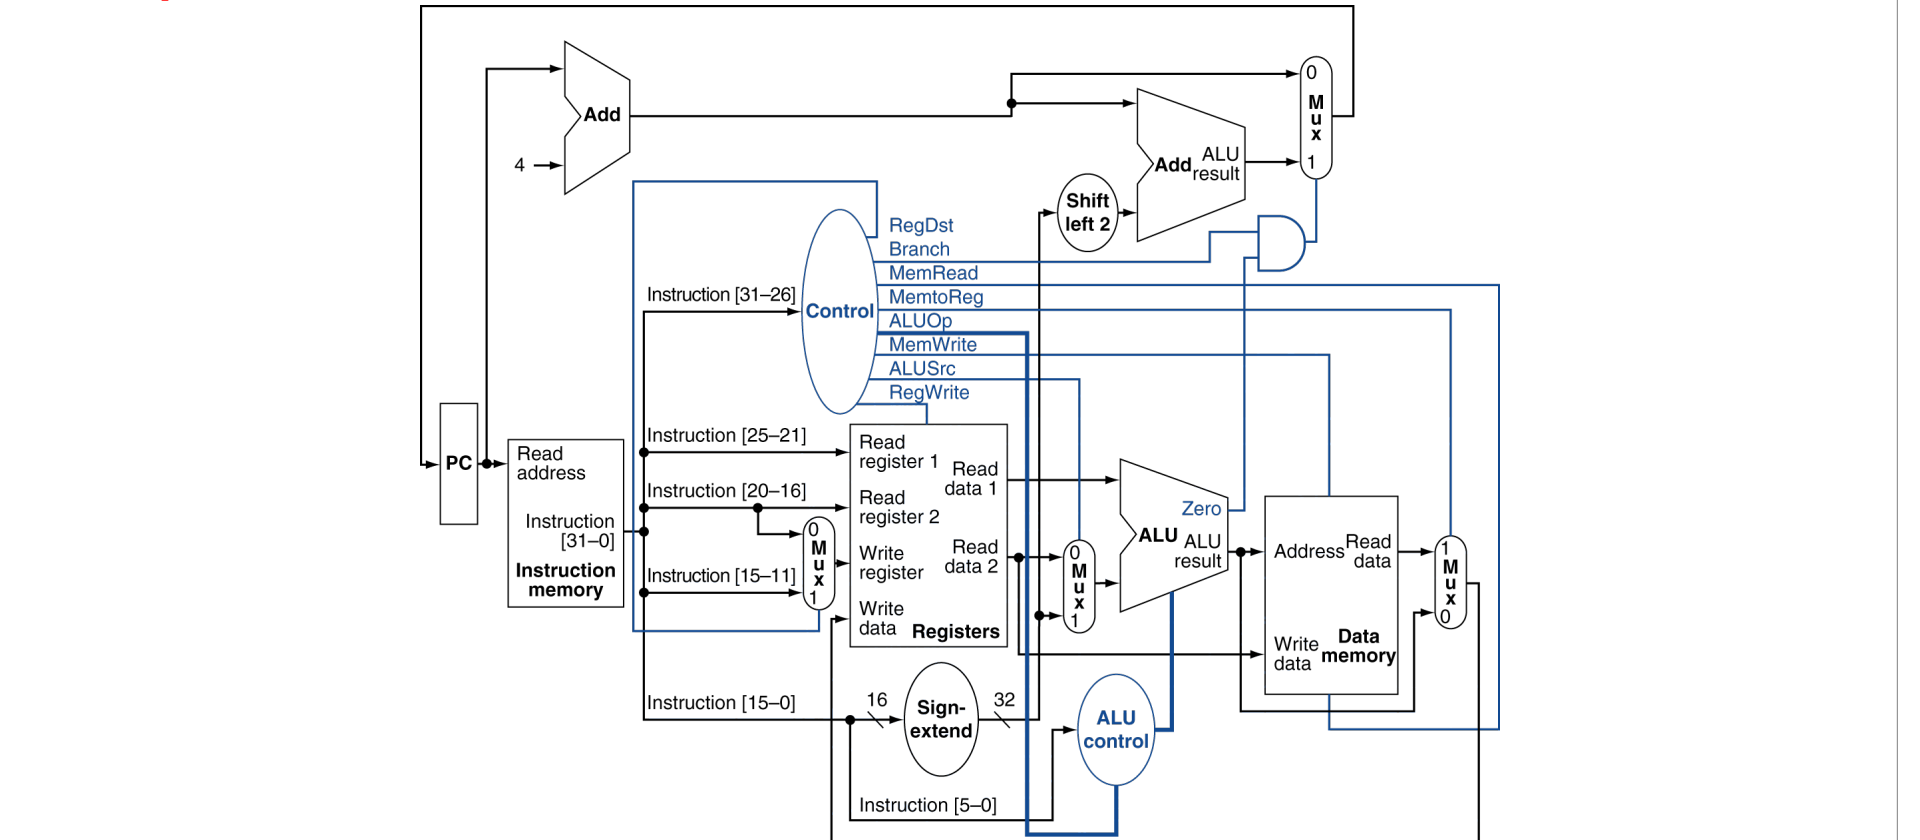 0
M
u
x
1
Add
4
Add
ALU
result
Shift
left 2
RegDst
Branch
MemRead
MemtoReg
ALUOp
MemWrite
ALUSrc
RegWrite
Control
Instruction [31–26]
Instruction [25–21]
Instruction [20–16]
Instruction [15–11]
Instruction [15–0]
Instruction [5–0]
PC
Read
address
Instruction
[31–0]
Instruction
memory
0
M
u
x
1
Read
register 1
Read
register 2
Write
register
Write
data
Read
data 1
Read
data 2
Registers
0
M
u
x
1
Zero
ALU
ALU
result
Address
Read
data
Write
data
Data
memory
1
M
u
x
0
16
Sign-
extend
32
ALU
control